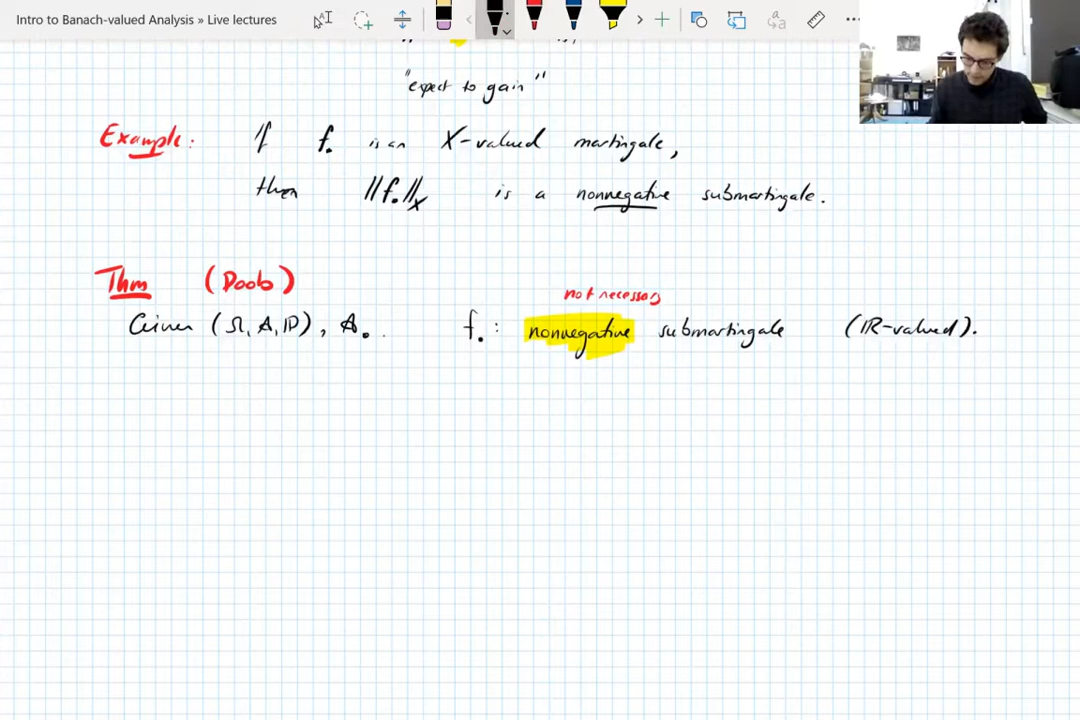 Intro to Banach-valued Analysis » Live lectures
"expect to gain"
Example: If f. is an X-valued martingale,
then ||f.||_X is a nonnegative submartingale.
Thm (Doob)
not necessary
Given (Ω, A, P), A. . f. : nonnegative submartingale (R-valued).